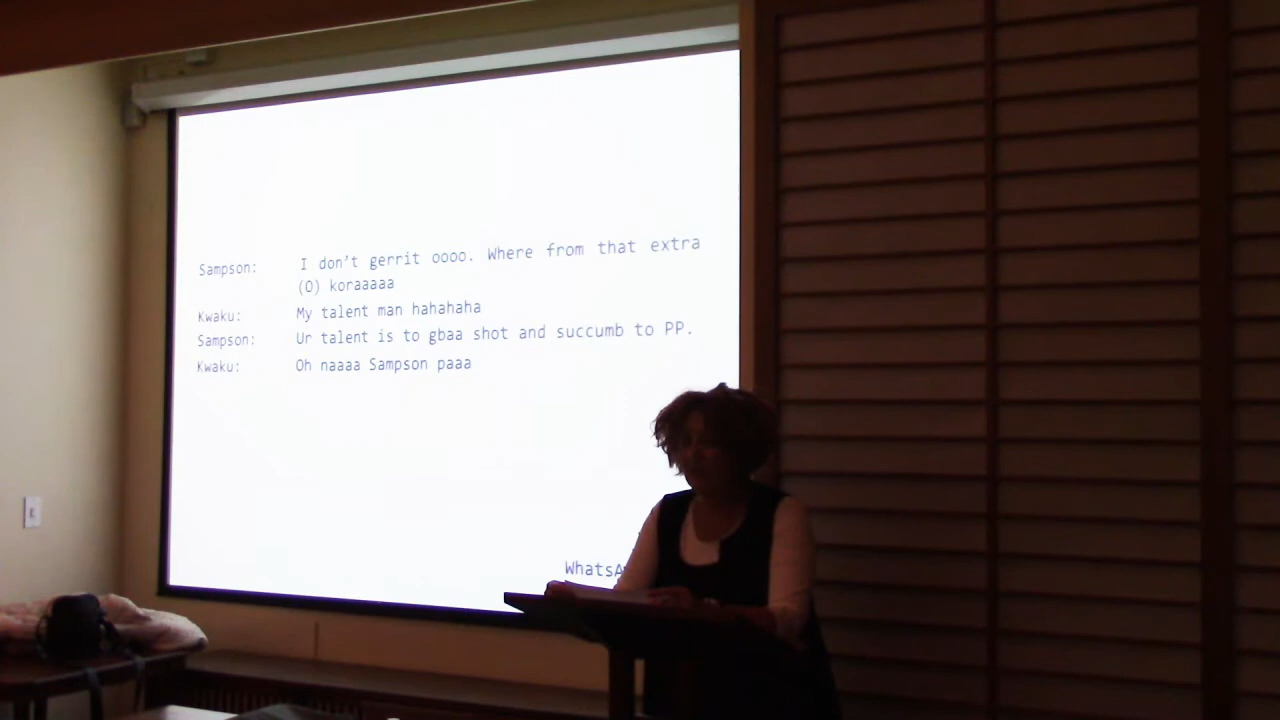 Sampson: I don't gerrit oooo. Where from that extra
(O) koraaaaa
Kwaku: My talent man hahahaha
Sampson: Ur talent is to gbaa shot and succumb to PP.
Kwaku: Oh naaaa Sampson paaa